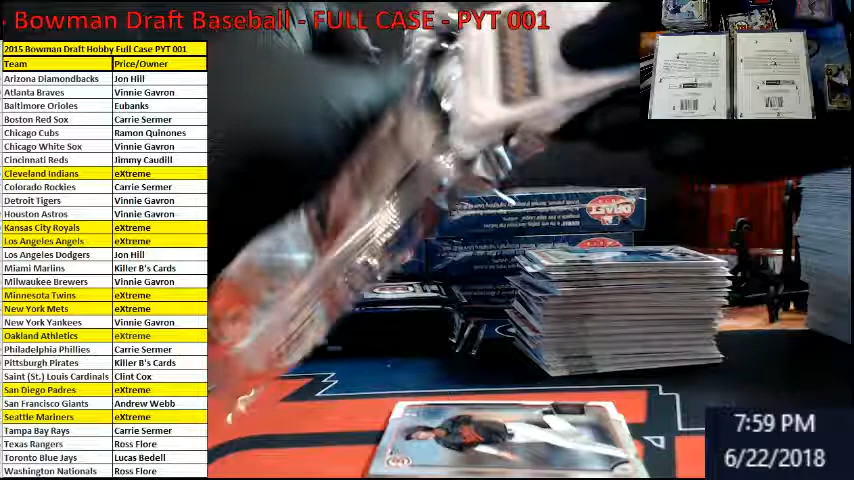 Bowman Draft Baseball - FULL CASE - PYT 001
2015 Bowman Draft Hobby Full Case PYT 001
Team Price/Owner
Arizona Diamondbacks Jon Hill
Atlanta Braves Vinnie Gavron
Baltimore Orioles Eubanks
Boston Red Sox Carrie Sermer
Chicago Cubs Ramon Quinones
Chicago White Sox Vinnie Gavron
Cincinnati Reds Jimmy Caudill
Cleveland Indians eXtreme
Colorado Rockies Carrie Sermer
Detroit Tigers Vinnie Gavron
Houston Astros Vinnie Gavron
Kansas City Royals eXtreme
Los Angeles Angels eXtreme
Los Angeles Dodgers Jon Hill
Miami Marlins Killer B's Cards
Milwaukee Brewers Vinnie Gavron
Minnesota Twins eXtreme
New York Mets eXtreme
New York Yankees Vinnie Gavron
Oakland Athletics eXtreme
Philadelphia Phillies Carrie Sermer
Pittsburgh Pirates Killer B's Cards
Saint (St.) Louis Cardinals Clint Cox
San Diego Padres eXtreme
San Francisco Giants Andrew Webb
Seattle Mariners eXtreme
Tampa Bay Rays Carrie Sermer
Texas Rangers Ross Flore
Toronto Blue Jays Lucas Bedell
Washington Nationals Ross Flore
DRAFT
7:59 PM
6/22/2018